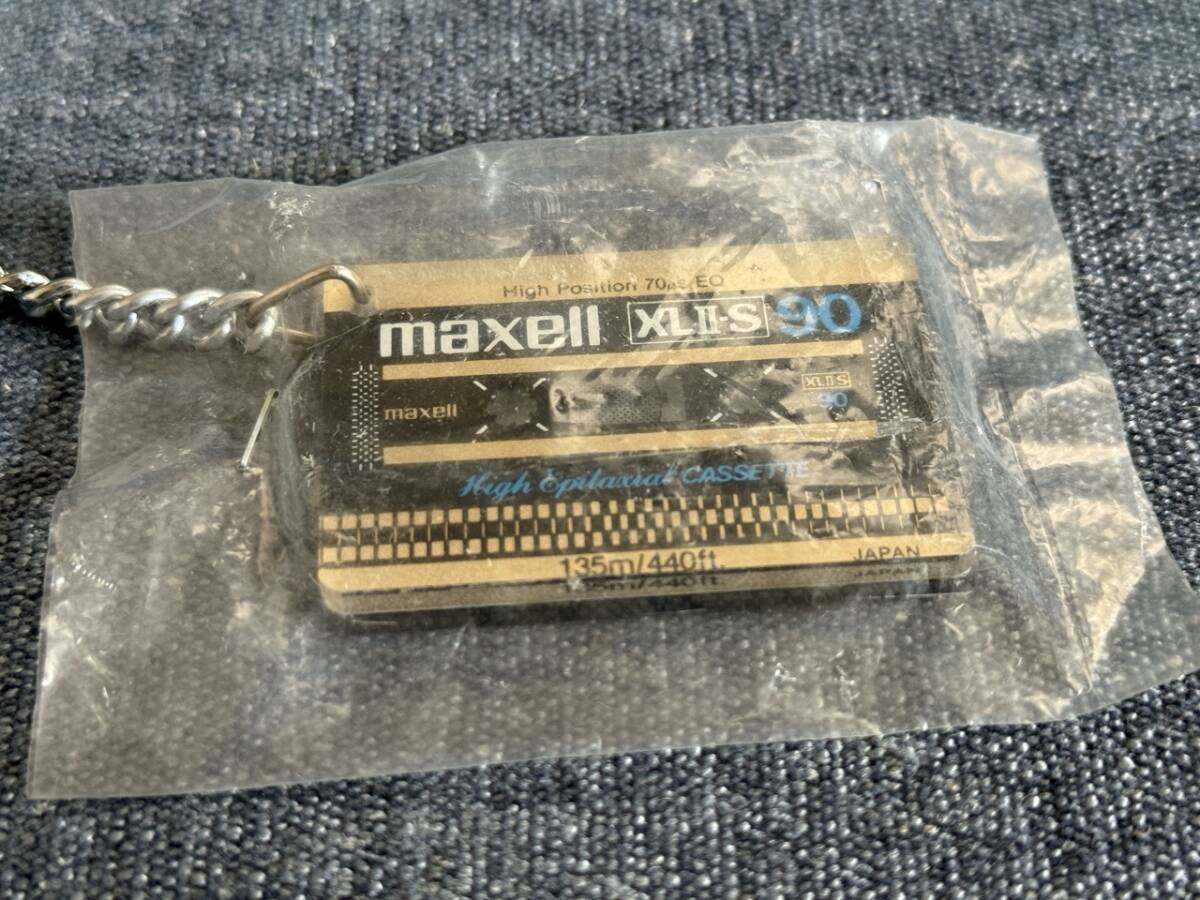 High Position 70μs EQ
maxell XLII-S 90
maxell
XLII-S
90
High Epitaxial CASSETTE
135m/440ft.
JAPAN